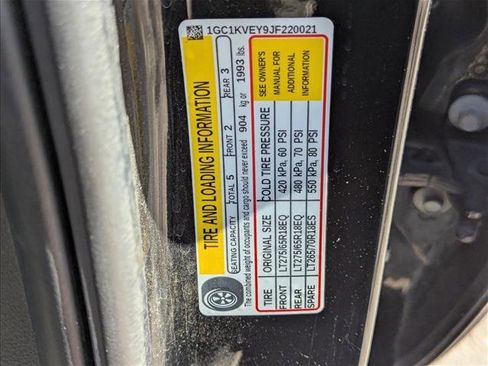 1GC1KVEY9JF220021
TIRE AND LOADING INFORMATION
SEATING CAPACITY TOTAL 5 FRONT 2 REAR 3
The combined weight of occupants and cargo should never exceed 904 kg or 1993 lbs.
TIRE ORIGINAL SIZE COLD TIRE PRESSURE
FRONT LT275/65R18EQ 420 kPa, 60 PSI
REAR LT275/65R18EQ 480 kPa, 70 PSI
SPARE LT265/70R18ES 550 kPa, 80 PSI
SEE OWNER'S
MANUAL FOR
ADDITIONAL
INFORMATION